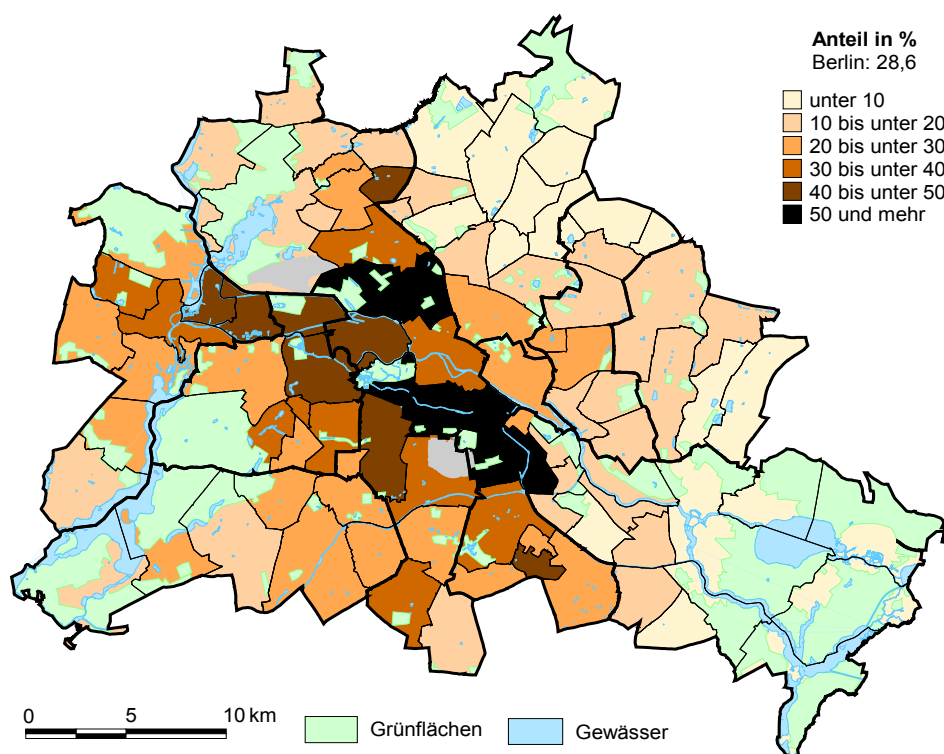 Anteil in %
Berlin: 28,6
unter 10
10 bis unter 20
20 bis unter 30
30 bis unter 40
40 bis unter 50
50 und mehr
0 5 10 km
Grünflächen
Gewässer